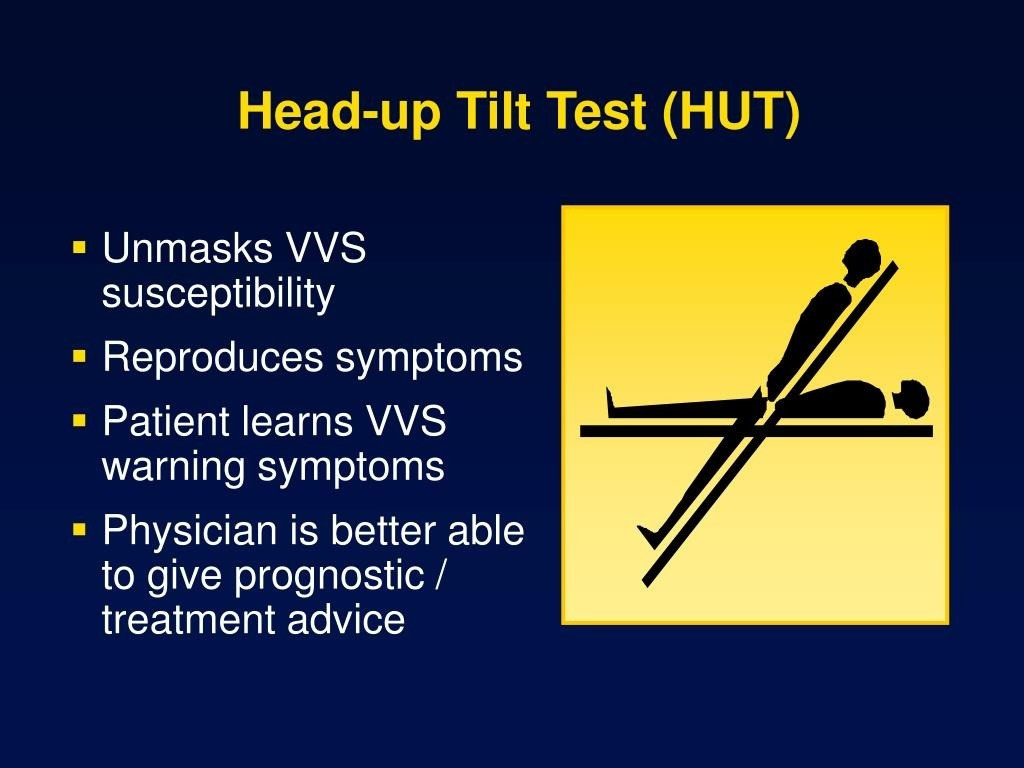 Head-up Tilt Test (HUT)
▪ Unmasks VVS
susceptibility
▪ Reproduces symptoms
▪ Patient learns VVS
warning symptoms
▪ Physician is better able
to give prognostic /
treatment advice